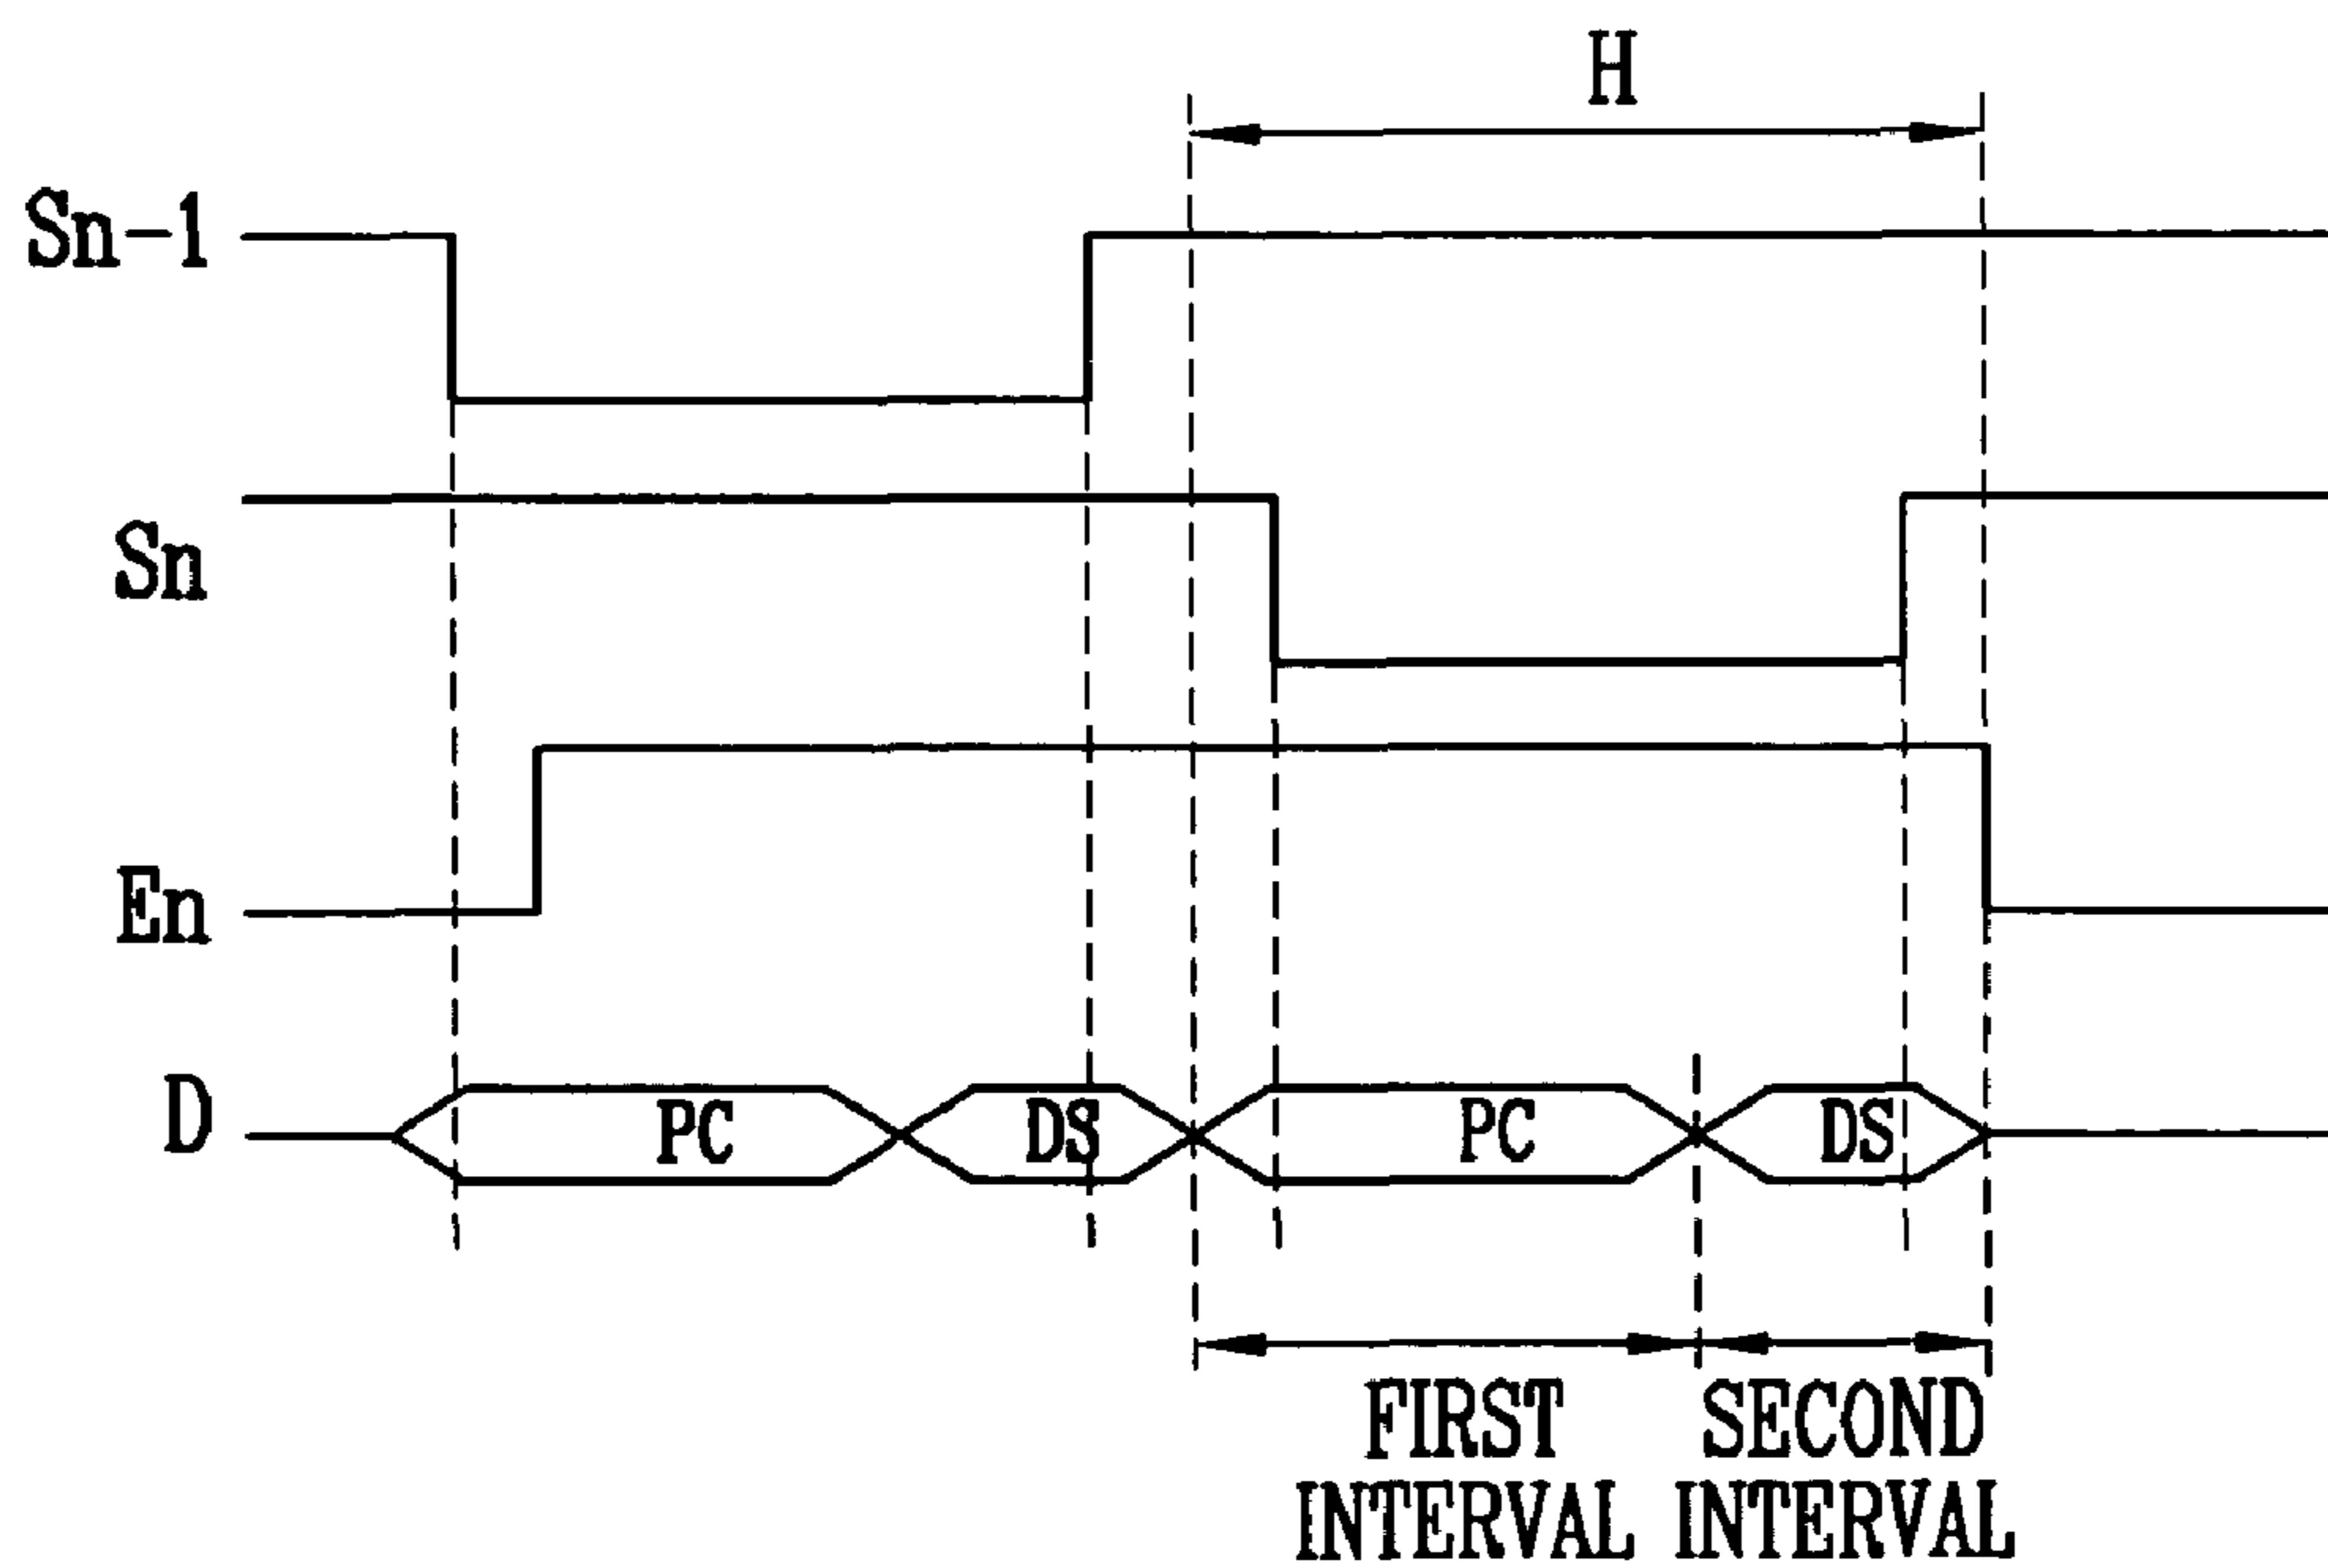 H
Sn-1
Sn
En
D
PC
DS
PC
DS
FIRST
INTERVAL
SECOND
INTERVAL